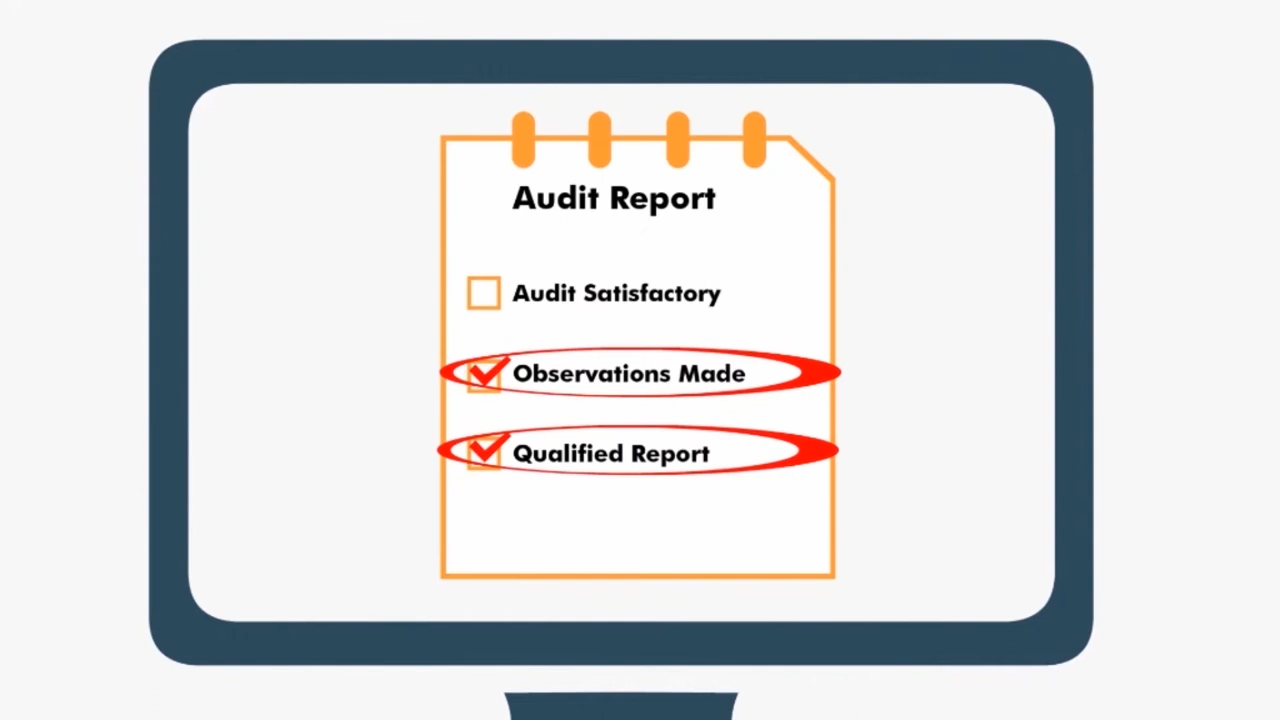 Audit Report
Audit Satisfactory
Observations Made
Qualified Report